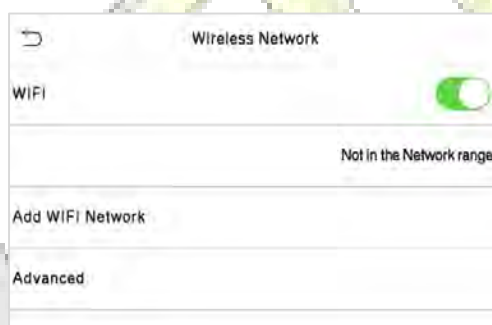 Wireless Network
WIFI
Not in the Network range
Add WIFI Network
Advanced